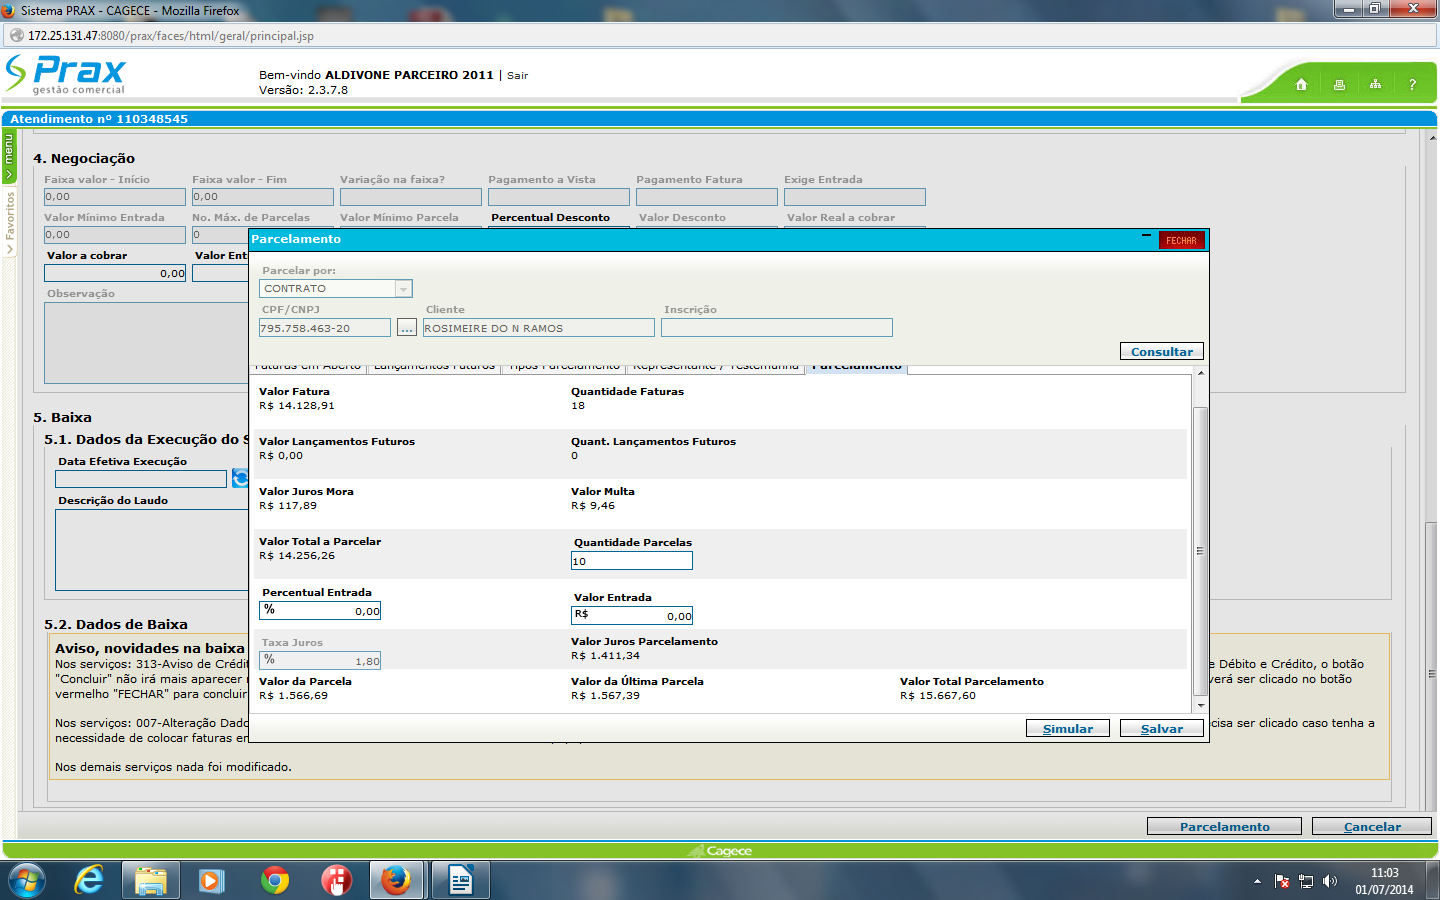 Sistema PRAX - CAGECE - Mozilla Firefox
172.25.131.47:8080/prax/faces/html/geral/principal.jsp
Prax
gestão comercial
Bem-vindo ALDIVONE PARCEIRO 2011 | Sair
Versão: 2.3.7.8
?
Atendimento nº 110348545
menu
Favoritos
4. Negociação
Faixa valor - Início Faixa valor - Fim Variação na faixa? Pagamento a Vista Pagamento Fatura Exige Entrada
0,00 0,00
Valor Mínimo Entrada No. Máx. de Parcelas Valor Mínimo Parcela Percentual Desconto Valor Desconto Valor Real a cobrar
0,00 0
Valor a cobrar Valor Ent
0,00
Observação
Parcelamento
FECHAR
Parcelar por:
CONTRATO
CPF/CNPJ Cliente Inscrição
795.758.463-20 ... ROSIMEIRE DO N RAMOS
Consultar
Faturas em Aberto Lançamentos Futuros Tipos Parcelamento Representante / Testemunha Parcelamento
Valor Fatura Quantidade Faturas
R$ 14.128,91 18
Valor Lançamentos Futuros Quant. Lançamentos Futuros
R$ 0,00 0
Valor Juros Mora Valor Multa
R$ 117,89 R$ 9,46
Valor Total a Parcelar Quantidade Parcelas
R$ 14.256,26 10
Percentual Entrada Valor Entrada
% 0,00 R$ 0,00
Taxa Juros Valor Juros Parcelamento
% 1,80 R$ 1.411,34
Valor da Parcela Valor da Última Parcela Valor Total Parcelamento
R$ 1.566,69 R$ 1.567,39 R$ 15.667,60
Simular Salvar
5. Baixa
5.1. Dados da Execução do S
Data Efetiva Execução
Descrição do Laudo
5.2. Dados de Baixa
Aviso, novidades na baixa
Nos serviços: 313-Aviso de Crédit e Débito e Crédito, o botão
"Concluir" não irá mais aparecer verá ser clicado no botão
vermelho "FECHAR" para concluir
Nos serviços: 007-Alteração Dado cisa ser clicado caso tenha a
necessidade de colocar faturas en
Nos demais serviços nada foi modificado.
Parcelamento Cancelar
Cagece
11:03
01/07/2014